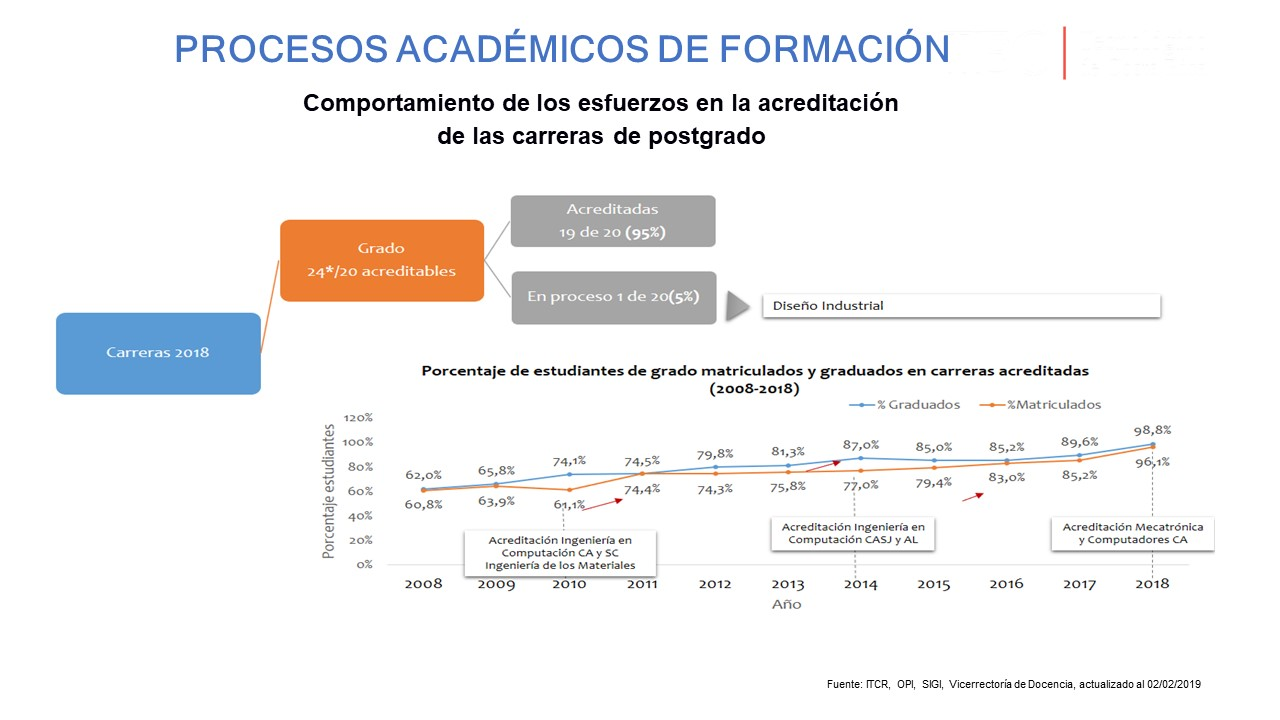 PROCESOS ACADÉMICOS DE FORMACIÓN
Comportamiento de los esfuerzos en la acreditación
de las carreras de postgrado
Acreditadas
19 de 20 (95%)
Grado
24*/20 acreditables
En proceso 1 de 20(5%)
Diseño Industrial
Carreras 2018
Porcentaje de estudiantes de grado matriculados y graduados en carreras acreditadas
(2008-2018)
% Graduados %Matriculados
Porcentaje estudiantes
120%
100%
80%
60%
40%
20%
0%
62,0% 65,8% 74,1% 74,5% 79,8% 81,3% 87,0% 85,0% 85,2% 89,6% 98,8%
60,8% 63,9% 61,1% 74,4% 74,3% 75,8% 77,0% 79,4% 83,0% 85,2% 96,1%
Acreditación Ingeniería en
Computación CA y SC
Ingeniería de los Materiales
Acreditación Ingeniería en
Computación CASJ y AL
Acreditación Mecatrónica
y Computadores CA
2008 2009 2010 2011 2012 2013 2014 2015 2016 2017 2018
Año
Fuente: ITCR, OPI, SIGI, Vicerrectoría de Docencia, actualizado al 02/02/2019